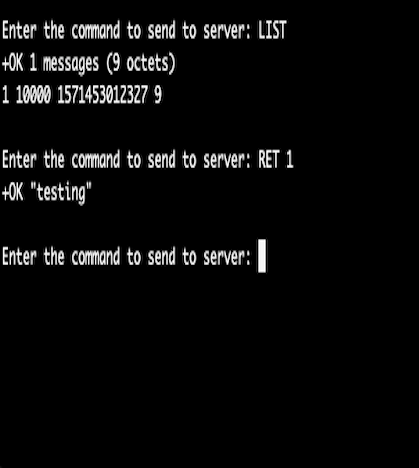 Enter the command to send to server: LIST
+OK 1 messages (9 octets)
1 10000 1571453012327 9
Enter the command to send to server: RET 1
+OK "testing"
Enter the command to send to server: